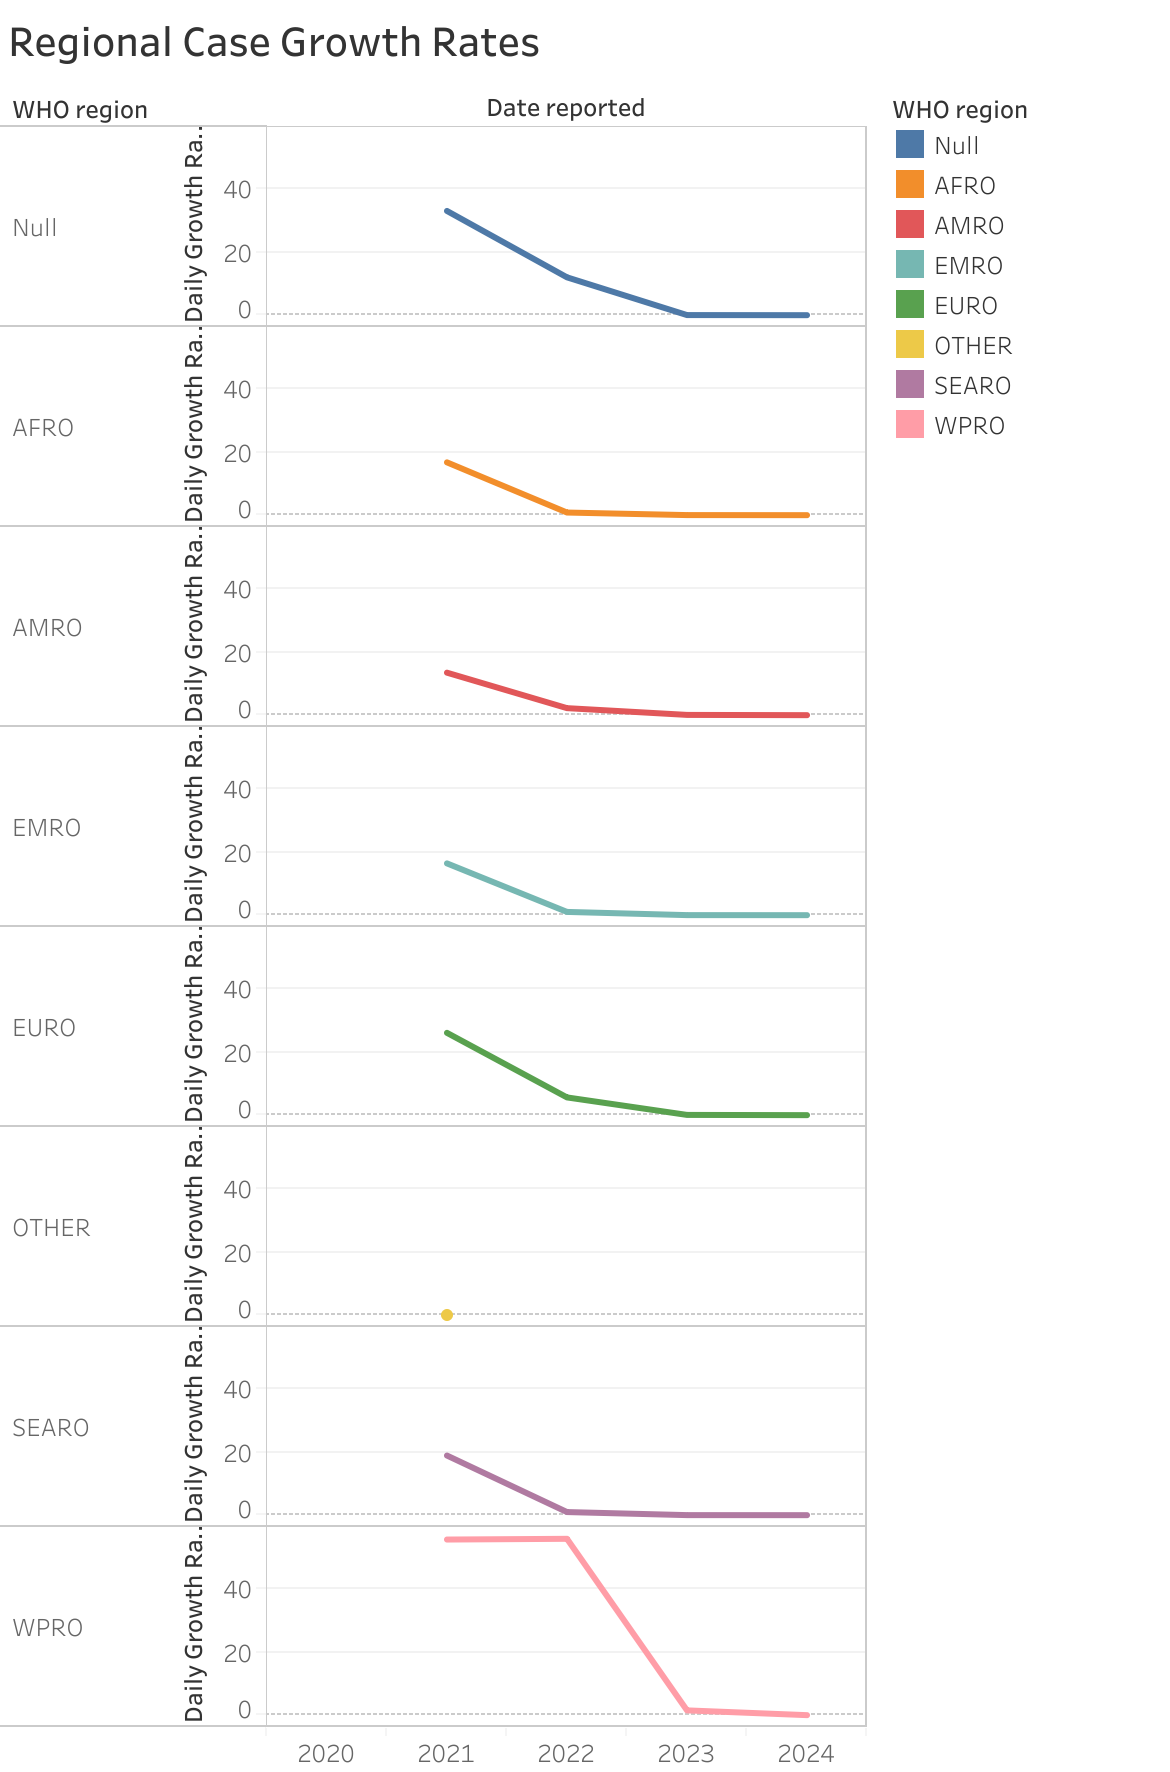 Regional Case Growth Rates
WHO region
Date reported
WHO region
Null
AFRO
AMRO
EMRO
EURO
OTHER
SEARO
WPRO
Null
Daily Growth Ra..
40
20
0
AFRO
Daily Growth Ra..
40
20
0
AMRO
Daily Growth Ra..
40
20
0
EMRO
Daily Growth Ra..
40
20
0
EURO
Daily Growth Ra..
40
20
0
OTHER
Daily Growth Ra..
40
20
0
SEARO
Daily Growth Ra..
40
20
0
WPRO
Daily Growth Ra..
40
20
0
2020 2021 2022 2023 2024